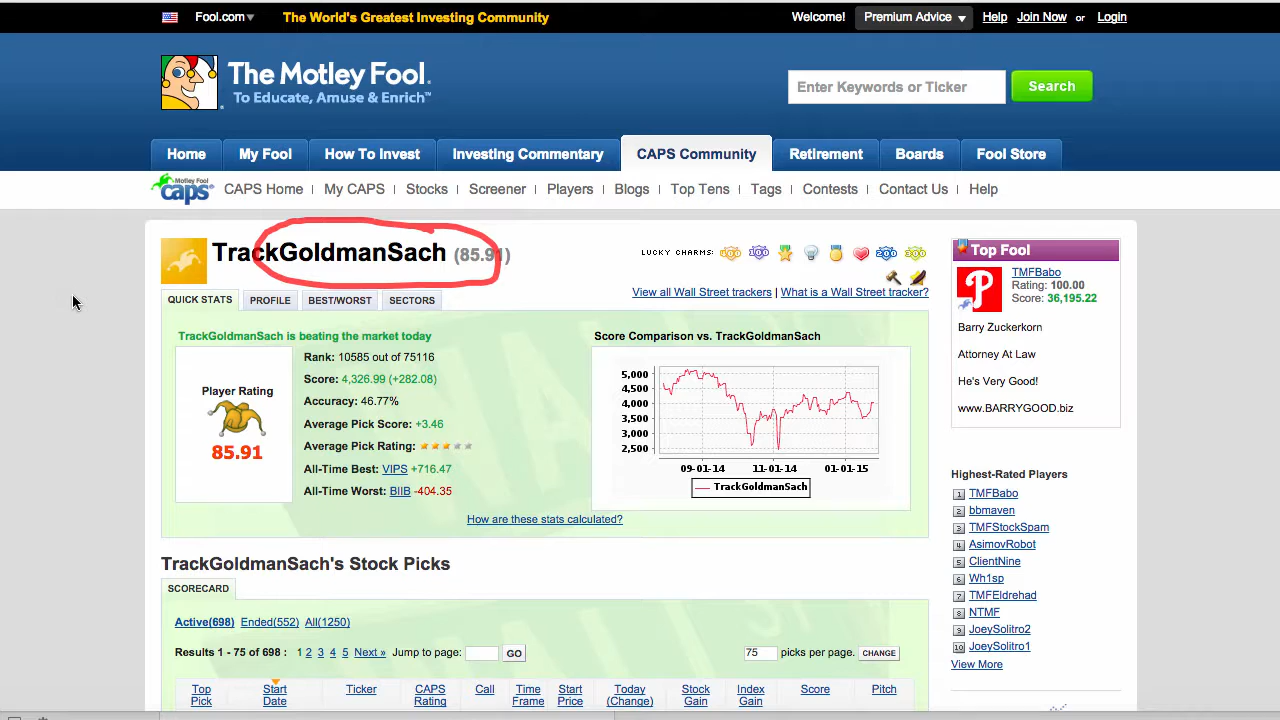 Fool.com The World's Greatest Investing Community Welcome! Premium Advice Help Join Now or Login
The Motley Fool.
To Educate, Amuse & Enrich™
Enter Keywords or Ticker Search
Home My Fool How To Invest Investing Commentary CAPS Community Retirement Boards Fool Store
Motley Fool
caps CAPS Home My CAPS Stocks Screener Players Blogs Top Tens Tags Contests Contact Us Help
TrackGoldmanSach (85.91)
LUCKY CHARMS:
View all Wall Street trackers | What is a Wall Street tracker?
QUICK STATS PROFILE BEST/WORST SECTORS
TrackGoldmanSach is beating the market today
Player Rating
85.91
Rank: 10585 out of 75116
Score: 4,326.99 (+282.08)
Accuracy: 46.77%
Average Pick Score: +3.46
Average Pick Rating:
All-Time Best: VIPS +716.47
All-Time Worst: BIIB -404.35
Score Comparison vs. TrackGoldmanSach
5,000
4,500
4,000
3,500
3,000
2,500
09-01-14 11-01-14 01-01-15
TrackGoldmanSach
How are these stats calculated?
TrackGoldmanSach's Stock Picks
SCORECARD
Active(698) Ended(552) All(1250)
Results 1 - 75 of 698 : 1 2 3 4 5 Next » Jump to page: GO 75 picks per page. CHANGE
Top Pick Start Date Ticker CAPS Rating Call Time Frame Start Price Today (Change) Stock Gain Index Gain Score Pitch
Top Fool
TMFBabo
Rating: 100.00
Score: 36,195.22
Barry Zuckerkorn
Attorney At Law
He's Very Good!
www.BARRYGOOD.biz
Highest-Rated Players
1 TMFBabo
2 bbmaven
3 TMFStockSpam
4 AsimovRobot
5 ClientNine
6 Wh1sp
7 TMFEldrehad
8 NTMF
9 JoeySolitro2
10 JoeySolitro1
View More